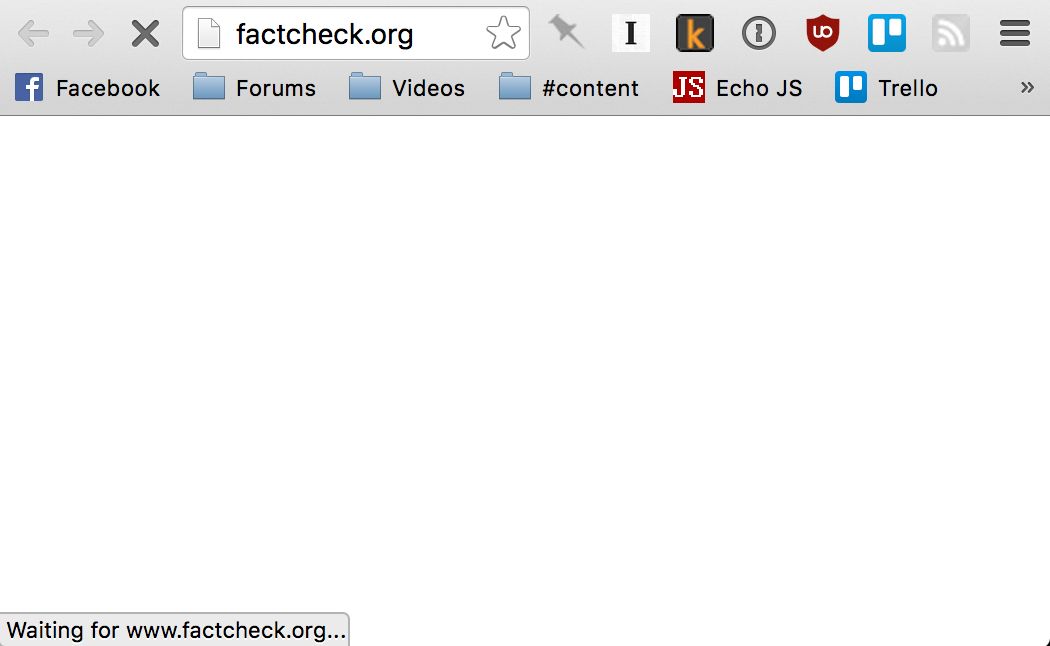 factcheck.org I k uo
Facebook Forums Videos #content JS Echo JS Trello »
Waiting for www.factcheck.org...